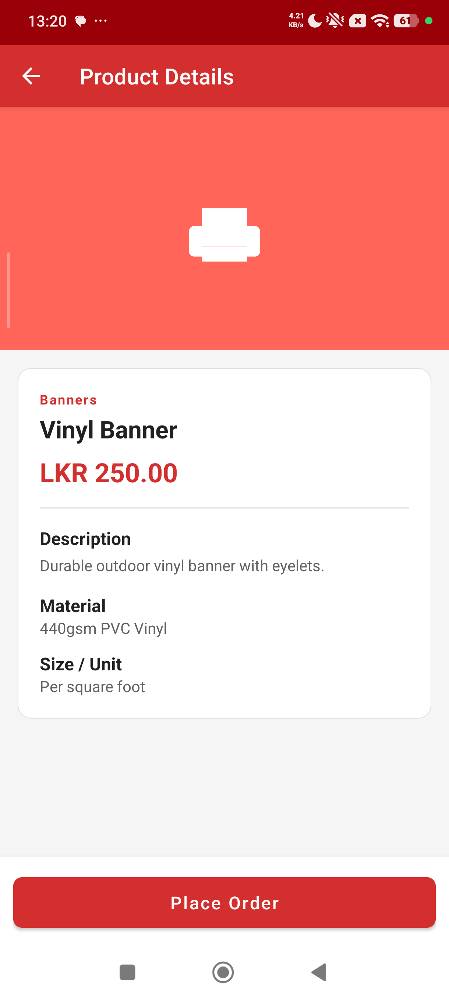 13:20 ...
4.21
KB/s
61
Product Details
Banners
Vinyl Banner
LKR 250.00
Description
Durable outdoor vinyl banner with eyelets.
Material
440gsm PVC Vinyl
Size / Unit
Per square foot
Place Order